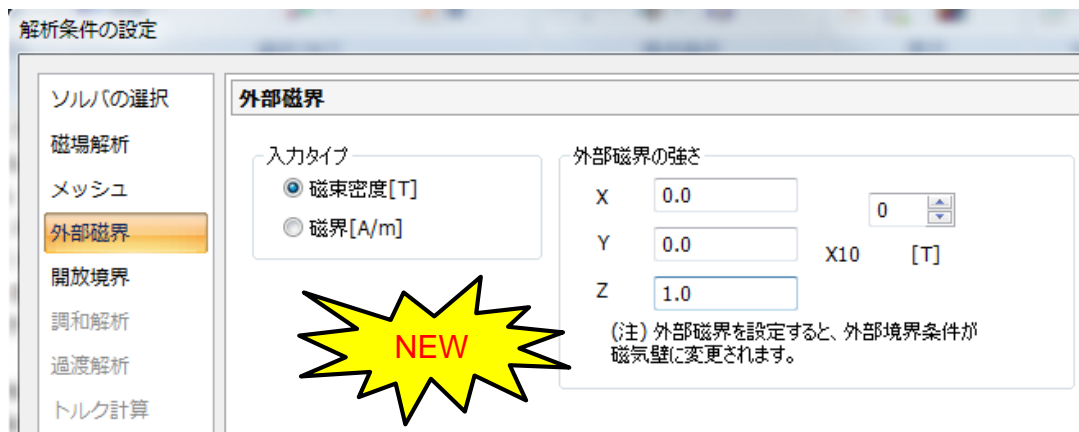 解析条件の設定
ソルバの選択
磁場解析
メッシュ
外部磁界
開放境界
調和解析
過渡解析
トルク計算
外部磁界
入力タイプ
磁束密度[T]
磁界[A/m]
NEW
外部磁界の強さ
X 0.0
Y 0.0
Z 1.0
0
X10 [T]
(注) 外部磁界を設定すると、外部境界条件が
磁気壁に変更されます。